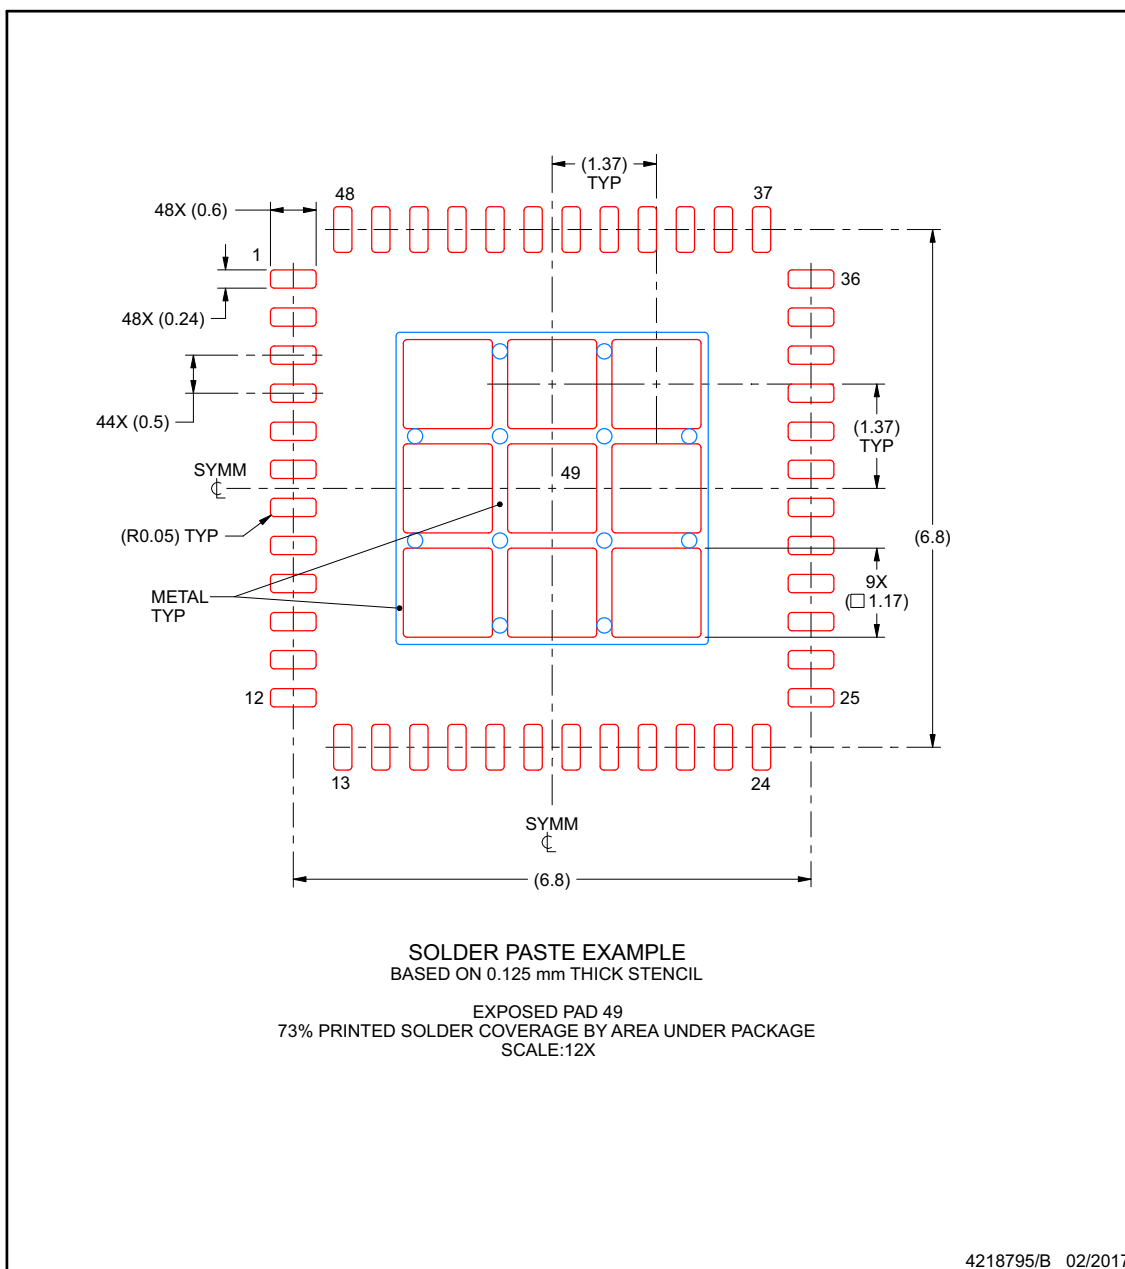 (1.37)
TYP
48
37
48X (0.6)
1
36
48X (0.24)
44X (0.5)
(1.37)
TYP
SYMM
℄
49
(R0.05) TYP
(6.8)
METAL
TYP
9X
(□ 1.17)
12
25
13
24
SYMM
℄
(6.8)
SOLDER PASTE EXAMPLE
BASED ON 0.125 mm THICK STENCIL
EXPOSED PAD 49
73% PRINTED SOLDER COVERAGE BY AREA UNDER PACKAGE
SCALE:12X
4218795/B 02/2017